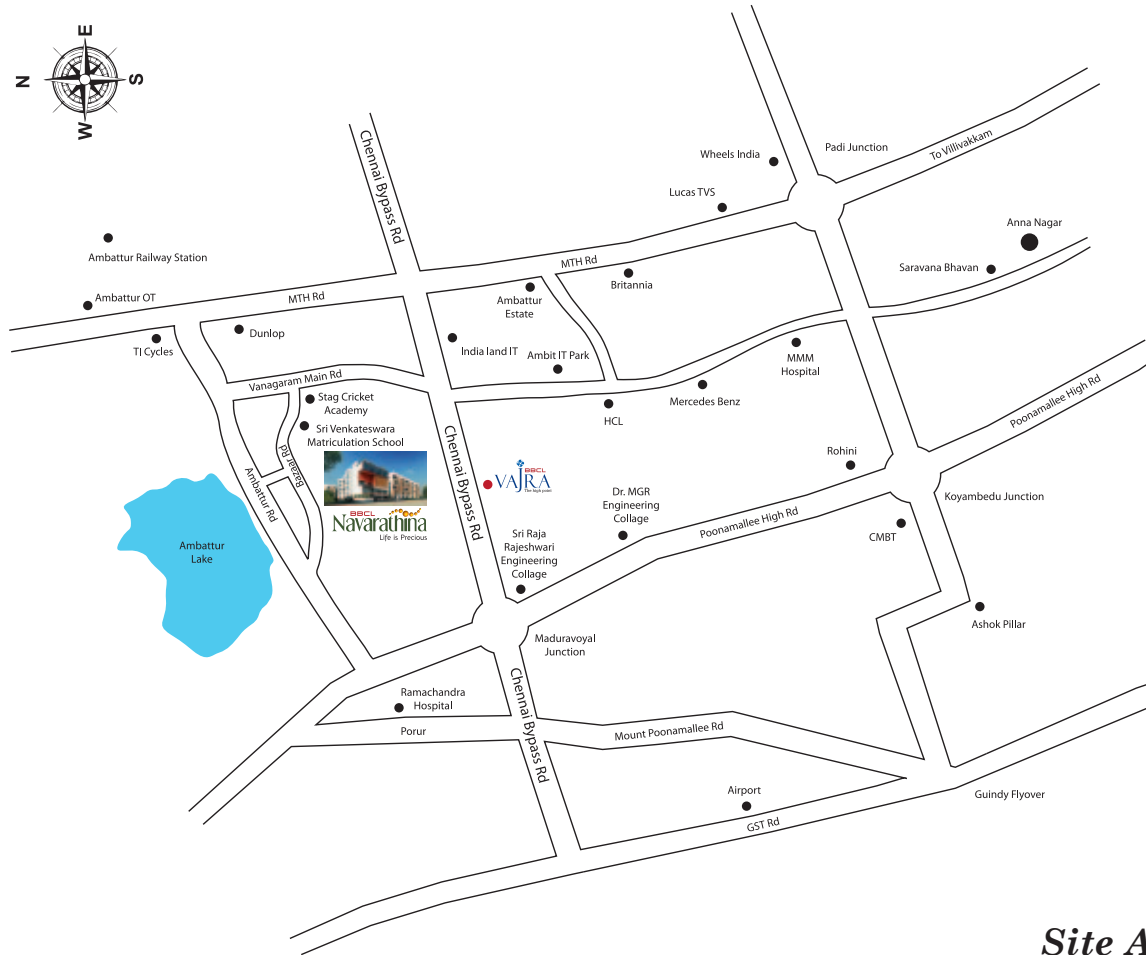 E
N
S
W
Chennai Bypass Rd
Padi Junction
To Villivakkam
Wheels India
Lucas TVS
Anna Nagar
Saravana Bhavan
Ambattur Railway Station
MTH Rd
Britannia
Ambattur OT
MTH Rd
Ambattur
Estate
TI Cycles
Dunlop
India land IT
Ambit IT Park
MMM
Hospital
Vanagaram Main Rd
Stag Cricket
Academy
Mercedes Benz
HCL
Poonamallee High Rd
Sri Venkateswara
Matriculation School
Bazaar Rd
Ambattur Rd
Chennai Bypass Rd
BBCL
VAJRA
The high point
Rohini
Dr. MGR
Engineering
Collage
Koyambedu Junction
BBCL
Navarathina
Life is Precious
Poonamallee High Rd
CMBT
Sri Raja
Rajeshwari
Engineering
Collage
Ambattur
Lake
Ashok Pillar
Maduravoyal
Junction
Chennai Bypass Rd
Ramachandra
Hospital
Porur
Mount Poonamallee Rd
Airport
GST Rd
Guindy Flyover
Site A